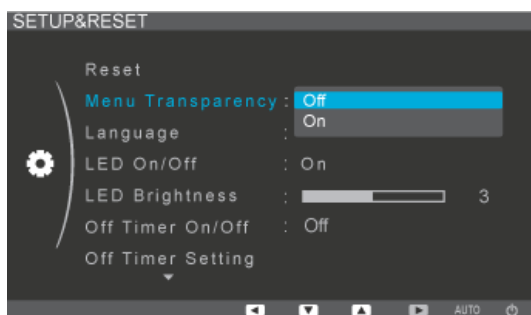 SETUP&RESET
Reset
Menu Transparency : Off
On
Language :
LED On/Off : On
LED Brightness : 3
Off Timer On/Off : Off
Off Timer Setting
AUTO